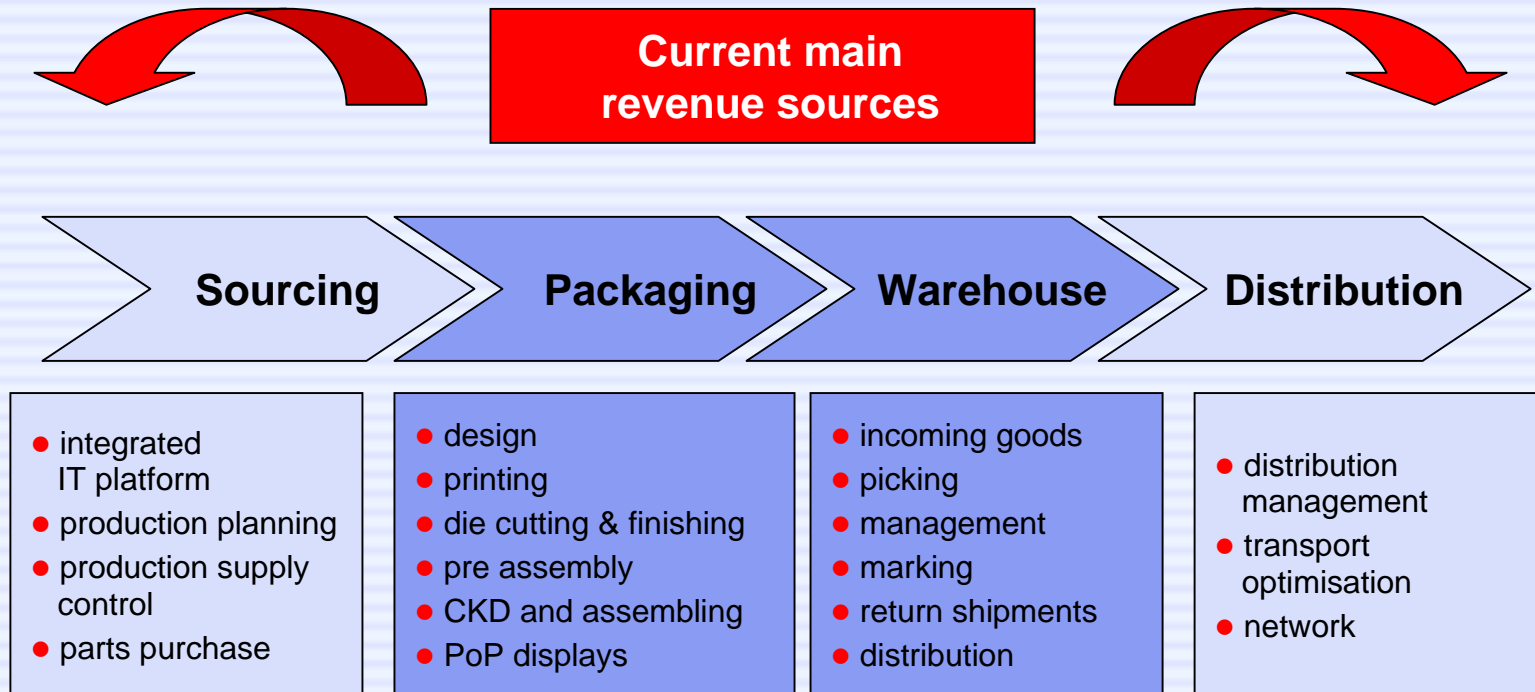 Current main
revenue sources
Sourcing
Packaging
Warehouse
Distribution
● integrated
IT platform
● production planning
● production supply
control
● parts purchase
● design
● printing
● die cutting & finishing
● pre assembly
● CKD and assembling
● PoP displays
● incoming goods
● picking
● management
● marking
● return shipments
● distribution
● distribution
management
● transport
optimisation
● network